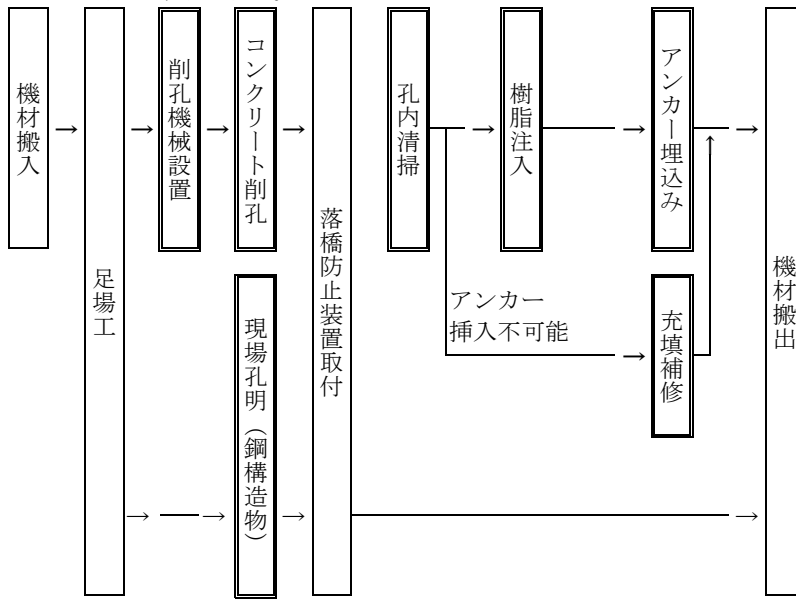 機材搬入
足場工
削孔機械設置
コンクリート削孔
現場孔明（鋼構造物）
落橋防止装置取付
孔内清掃
アンカー
挿入不可能
樹脂注入
アンカー埋込み
充填補修
機材搬出